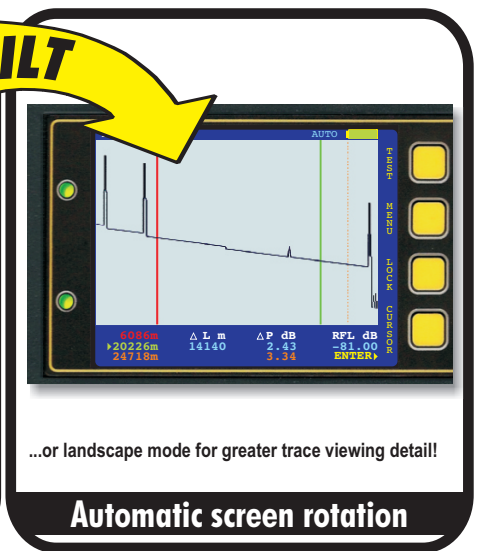 ILT
AUTO
TEST
MENU
LOCK
CURSOR
6086m Δ L m Δ P dB RFL dB
▸20226m 14140 2.43 -81.00
24718m 3.34 ENTER▸
...or landscape mode for greater trace viewing detail!
Automatic screen rotation